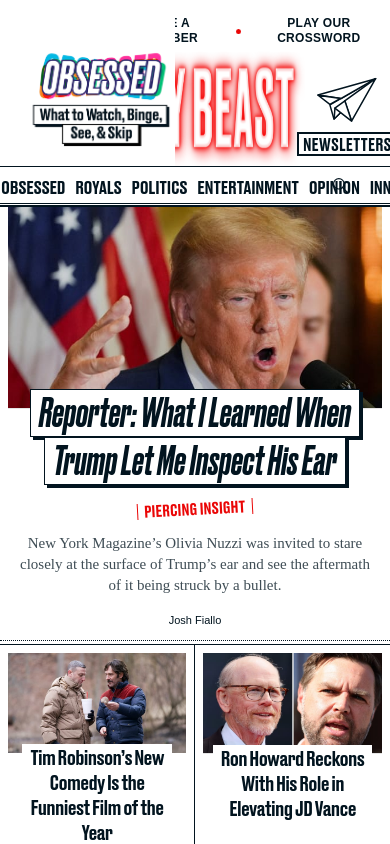 E A
BER
PLAY OUR
CROSSWORD
OBSESSED
What to Watch, Binge,
See, & Skip
Y BEAST
NEWSLETTERS
OBSESSED ROYALS POLITICS ENTERTAINMENT OPINION INN
Reporter: What I Learned When
Trump Let Me Inspect His Ear
PIERCING INSIGHT
New York Magazine’s Olivia Nuzzi was invited to stare
closely at the surface of Trump’s ear and see the aftermath
of it being struck by a bullet.
Josh Fiallo
Tim Robinson’s New
Comedy Is the
Funniest Film of the
Year
Ron Howard Reckons
With His Role in
Elevating JD Vance